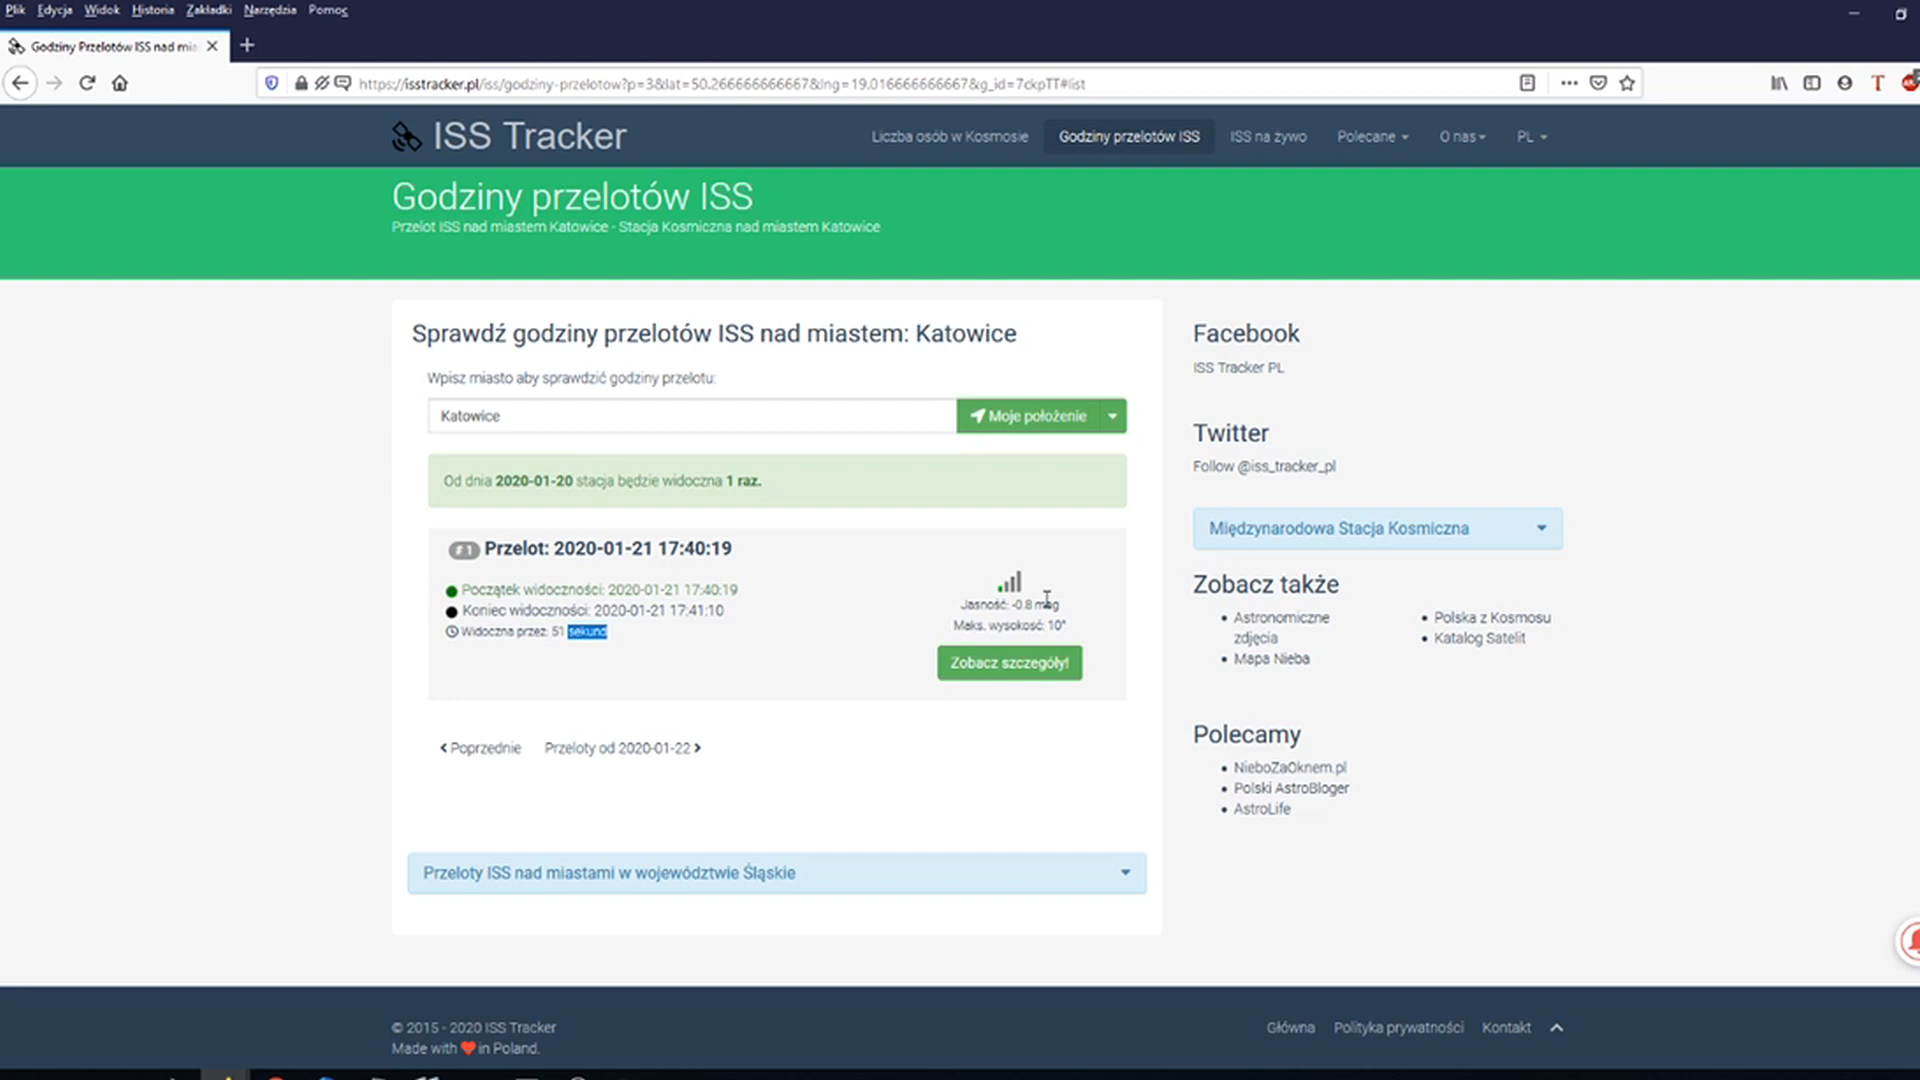 Plik Edycja Widok Historia Zakładki Narzędzia Pomoc
Godziny Przelotów ISS nad mia
https://isstracker.pl/iss/godziny-przelotow?p=3&lat=50.266666666667&lng=19.016666666667&g_id=7ckpTT#list
ISS Tracker
Liczba osób w Kosmosie Godziny przelotów ISS ISS na żywo Polecane O nas PL
Godziny przelotów ISS
Przelot ISS nad miastem Katowice - Stacja Kosmiczna nad miastem Katowice
Sprawdź godziny przelotów ISS nad miastem: Katowice
Wpisz miasto aby sprawdzić godziny przelotu:
Katowice
Moje położenie
Od dnia 2020-01-20 stacja będzie widoczna 1 raz.
#1 Przelot: 2020-01-21 17:40:19
Początek widoczności: 2020-01-21 17:40:19
Koniec widoczności: 2020-01-21 17:41:10
Widoczna przez: 51 sekund
Jasność: -0.8 mag
Maks. wysokość: 10°
Zobacz szczegóły!
Poprzednie Przeloty od 2020-01-22
Przeloty ISS nad miastami w województwie Śląskie
Facebook
ISS Tracker PL
Twitter
Follow @iss_tracker_pl
Międzynarodowa Stacja Kosmiczna
Zobacz także
Astronomiczne zdjęcia
Mapa Nieba
Polska z Kosmosu
Katalog Satelit
Polecamy
NieboZaOknem.pl
Polski AstroBloger
AstroLife
© 2015 - 2020 ISS Tracker
Made with ❤ in Poland.
Główna Polityka prywatności Kontakt